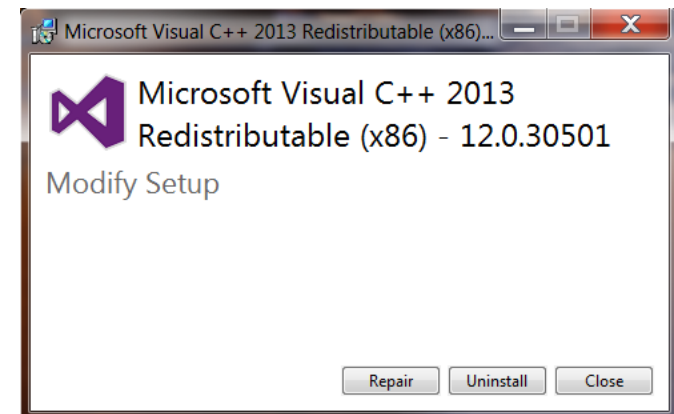 Microsoft Visual C++ 2013 Redistributable (x86)...
Microsoft Visual C++ 2013
Redistributable (x86) - 12.0.30501
Modify Setup
Repair Uninstall Close